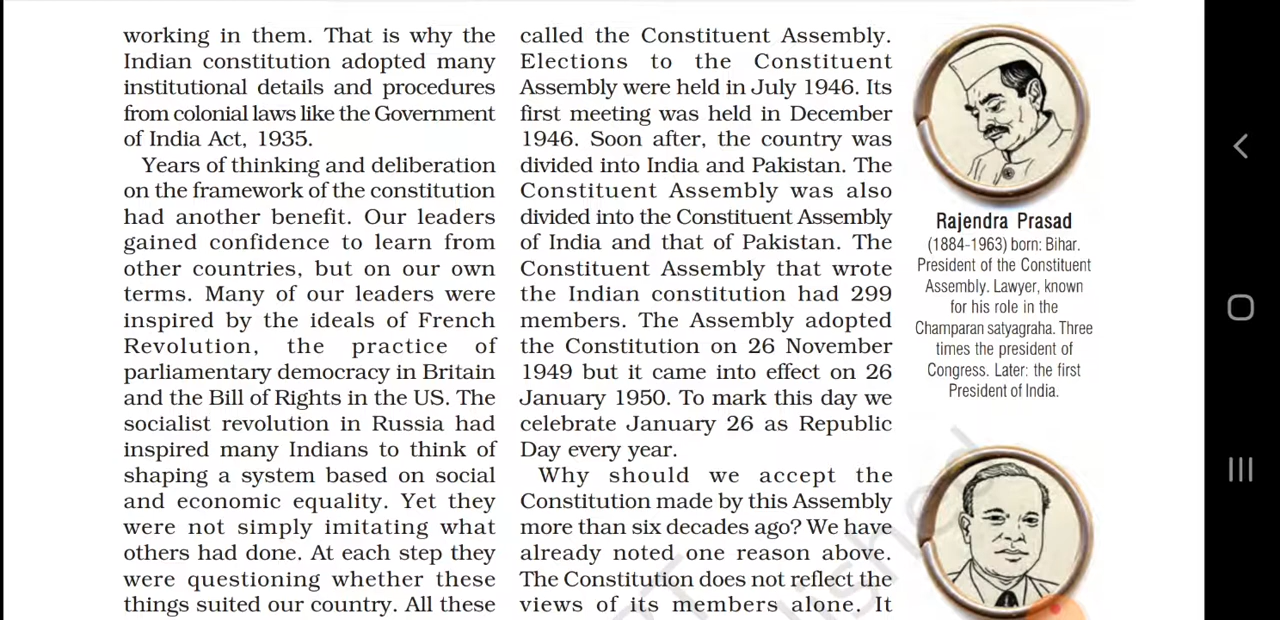 working in them. That is why the
Indian constitution adopted many
institutional details and procedures
from colonial laws like the Government
of India Act, 1935.
Years of thinking and deliberation
on the framework of the constitution
had another benefit. Our leaders
gained confidence to learn from
other countries, but on our own
terms. Many of our leaders were
inspired by the ideals of French
Revolution, the practice of
parliamentary democracy in Britain
and the Bill of Rights in the US. The
socialist revolution in Russia had
inspired many Indians to think of
shaping a system based on social
and economic equality. Yet they
were not simply imitating what
others had done. At each step they
were questioning whether these
things suited our country. All these
called the Constituent Assembly.
Elections to the Constituent
Assembly were held in July 1946. Its
first meeting was held in December
1946. Soon after, the country was
divided into India and Pakistan. The
Constituent Assembly was also
divided into the Constituent Assembly
of India and that of Pakistan. The
Constituent Assembly that wrote
the Indian constitution had 299
members. The Assembly adopted
the Constitution on 26 November
1949 but it came into effect on 26
January 1950. To mark this day we
celebrate January 26 as Republic
Day every year.
Why should we accept the
Constitution made by this Assembly
more than six decades ago? We have
already noted one reason above.
The Constitution does not reflect the
views of its members alone. It
Rajendra Prasad
(1884-1963) born: Bihar.
President of the Constituent
Assembly. Lawyer, known
for his role in the
Champaran satyagraha. Three
times the president of
Congress. Later: the first
President of India.